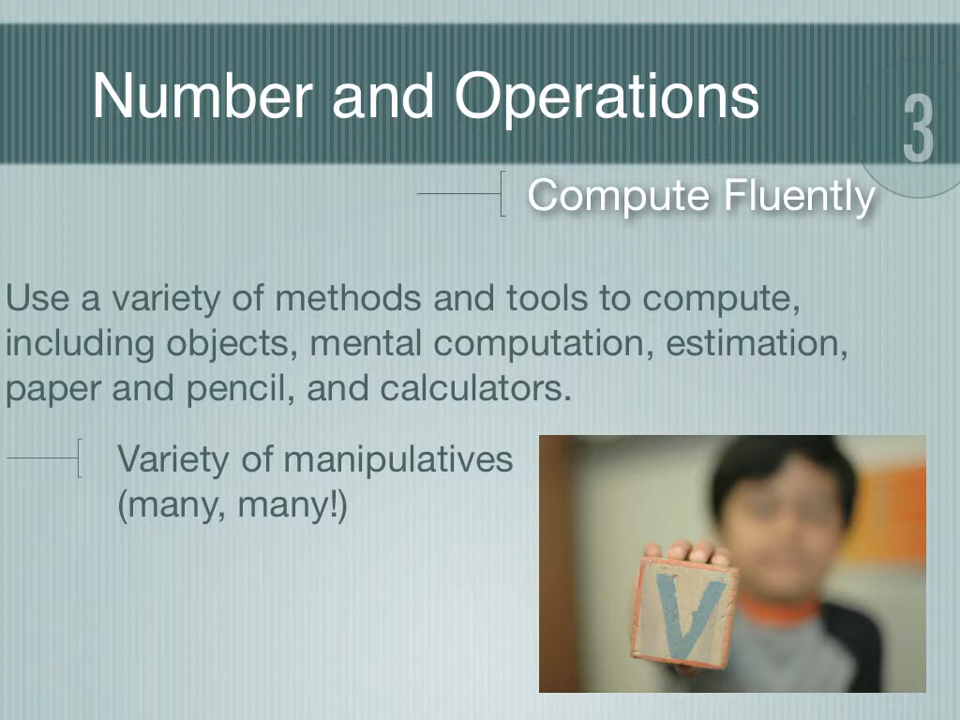 Number and Operations
3
Compute Fluently
Use a variety of methods and tools to compute,
including objects, mental computation, estimation,
paper and pencil, and calculators.
Variety of manipulatives
(many, many!)
V